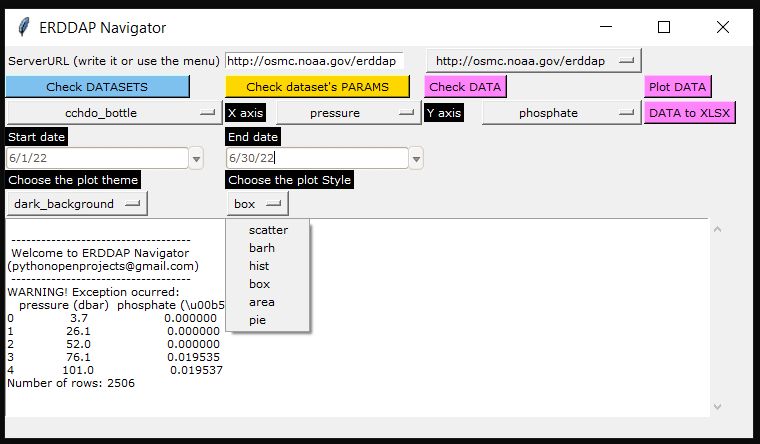 ERDDAP Navigator
ServerURL (write it or use the menu) http://osmc.noaa.gov/erddap http://osmc.noaa.gov/erddap
Check DATASETS Check dataset's PARAMS Check DATA Plot DATA
cchdo_bottle X axis pressure Y axis phosphate DATA to XLSX
Start date End date
6/1/22 6/30/22
Choose the plot theme Choose the plot Style
dark_background box
scatter
barh
hist
box
area
pie
------------------------------------
Welcome to ERDDAP Navigator
(pythonopenprojects@gmail.com)
------------------------------------
WARNING! Exception ocurred:
pressure (dbar) phosphate (\u00b5
0 3.7 0.000000
1 26.1 0.000000
2 52.0 0.000000
3 76.1 0.019535
4 101.0 0.019537
Number of rows: 2506